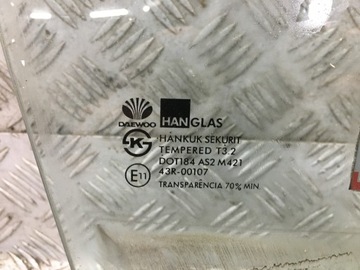 DAEWOO HANGLAS
HANKUK SEKURIT
TEMPERED T3.2
DOT184 AS2 M421
E11 43R-00107
TRANSPARENCIA 70% MIN